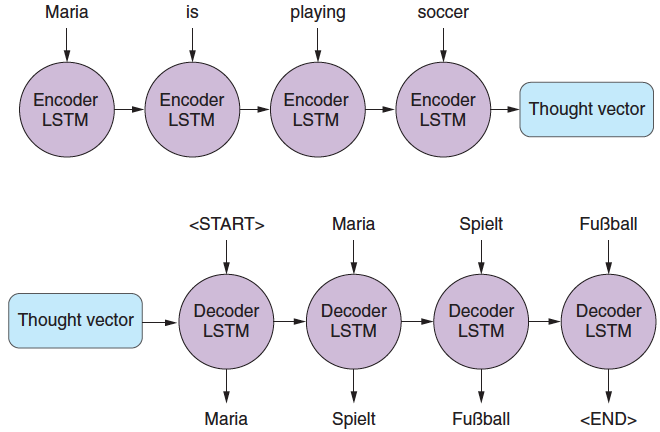 Maria is playing soccer
Encoder Encoder Encoder Encoder
LSTM LSTM LSTM LSTM
Thought vector
<START> Maria Spielt Fußball
Thought vector
Decoder Decoder Decoder Decoder
LSTM LSTM LSTM LSTM
Maria Spielt Fußball <END>